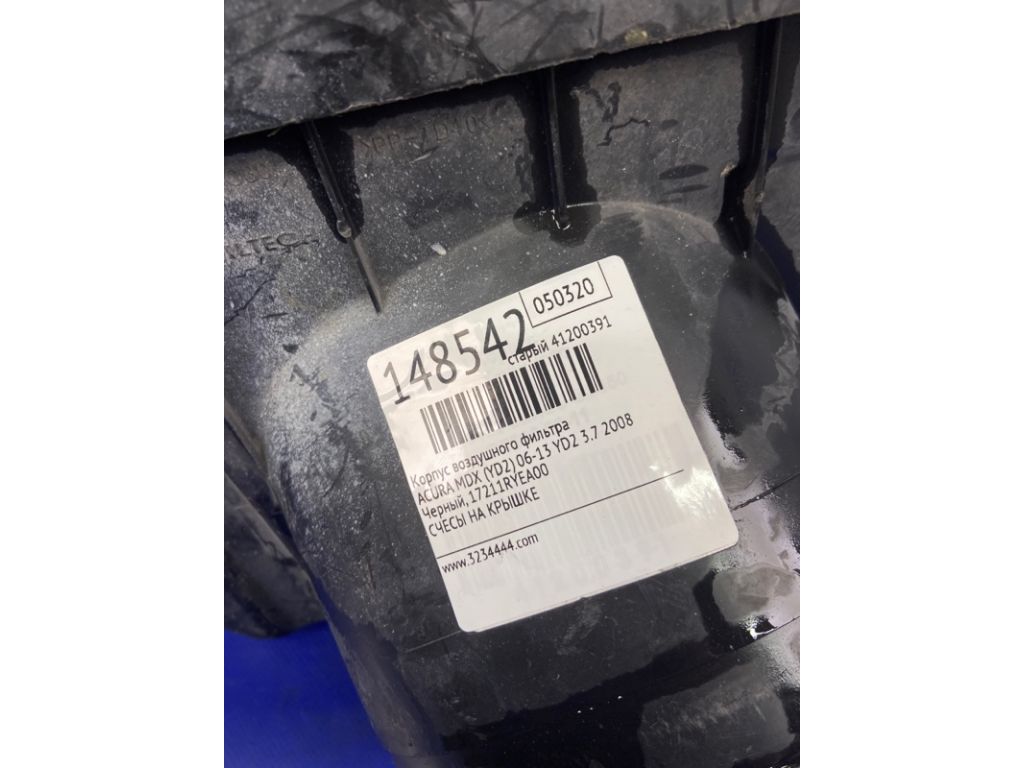 148542
050320
старый 41200391
Корпус воздушного фильтра
ACURA MDX (YD2) 06-13 YD2 3.7 2008
Черный, 17211RYEA00
СЧЕСЫ НА КРЫШКЕ
www.3234444.com